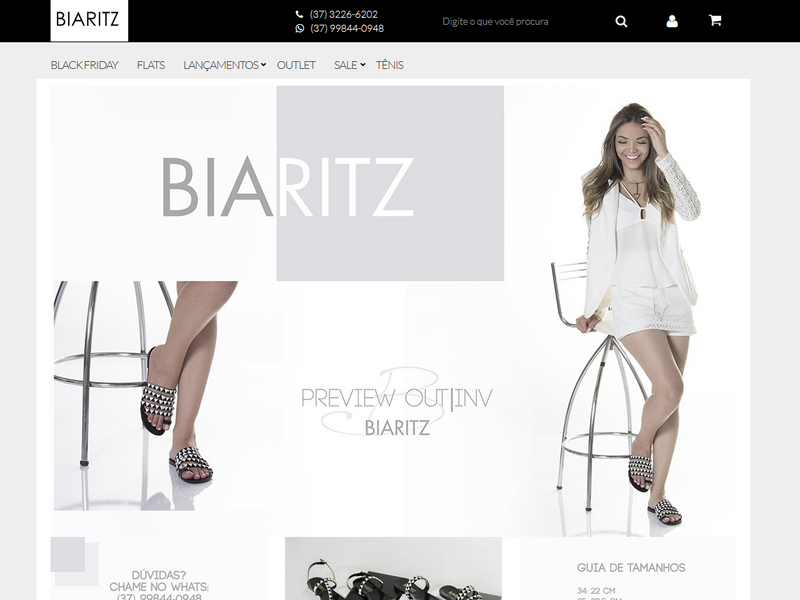 BIARITZ
(37) 3226-6202
(37) 99844-0948
Digite o que você procura
BLACK FRIDAY
FLATS
LANÇAMENTOS
OUTLET
SALE
TÊNIS
BIARITZ
B
PREVIEW OUT|INV
BIARITZ
DÚVIDAS?
CHAME NO WHATS:
(37) 99844-0948
GUIA DE TAMANHOS
34: 22 CM